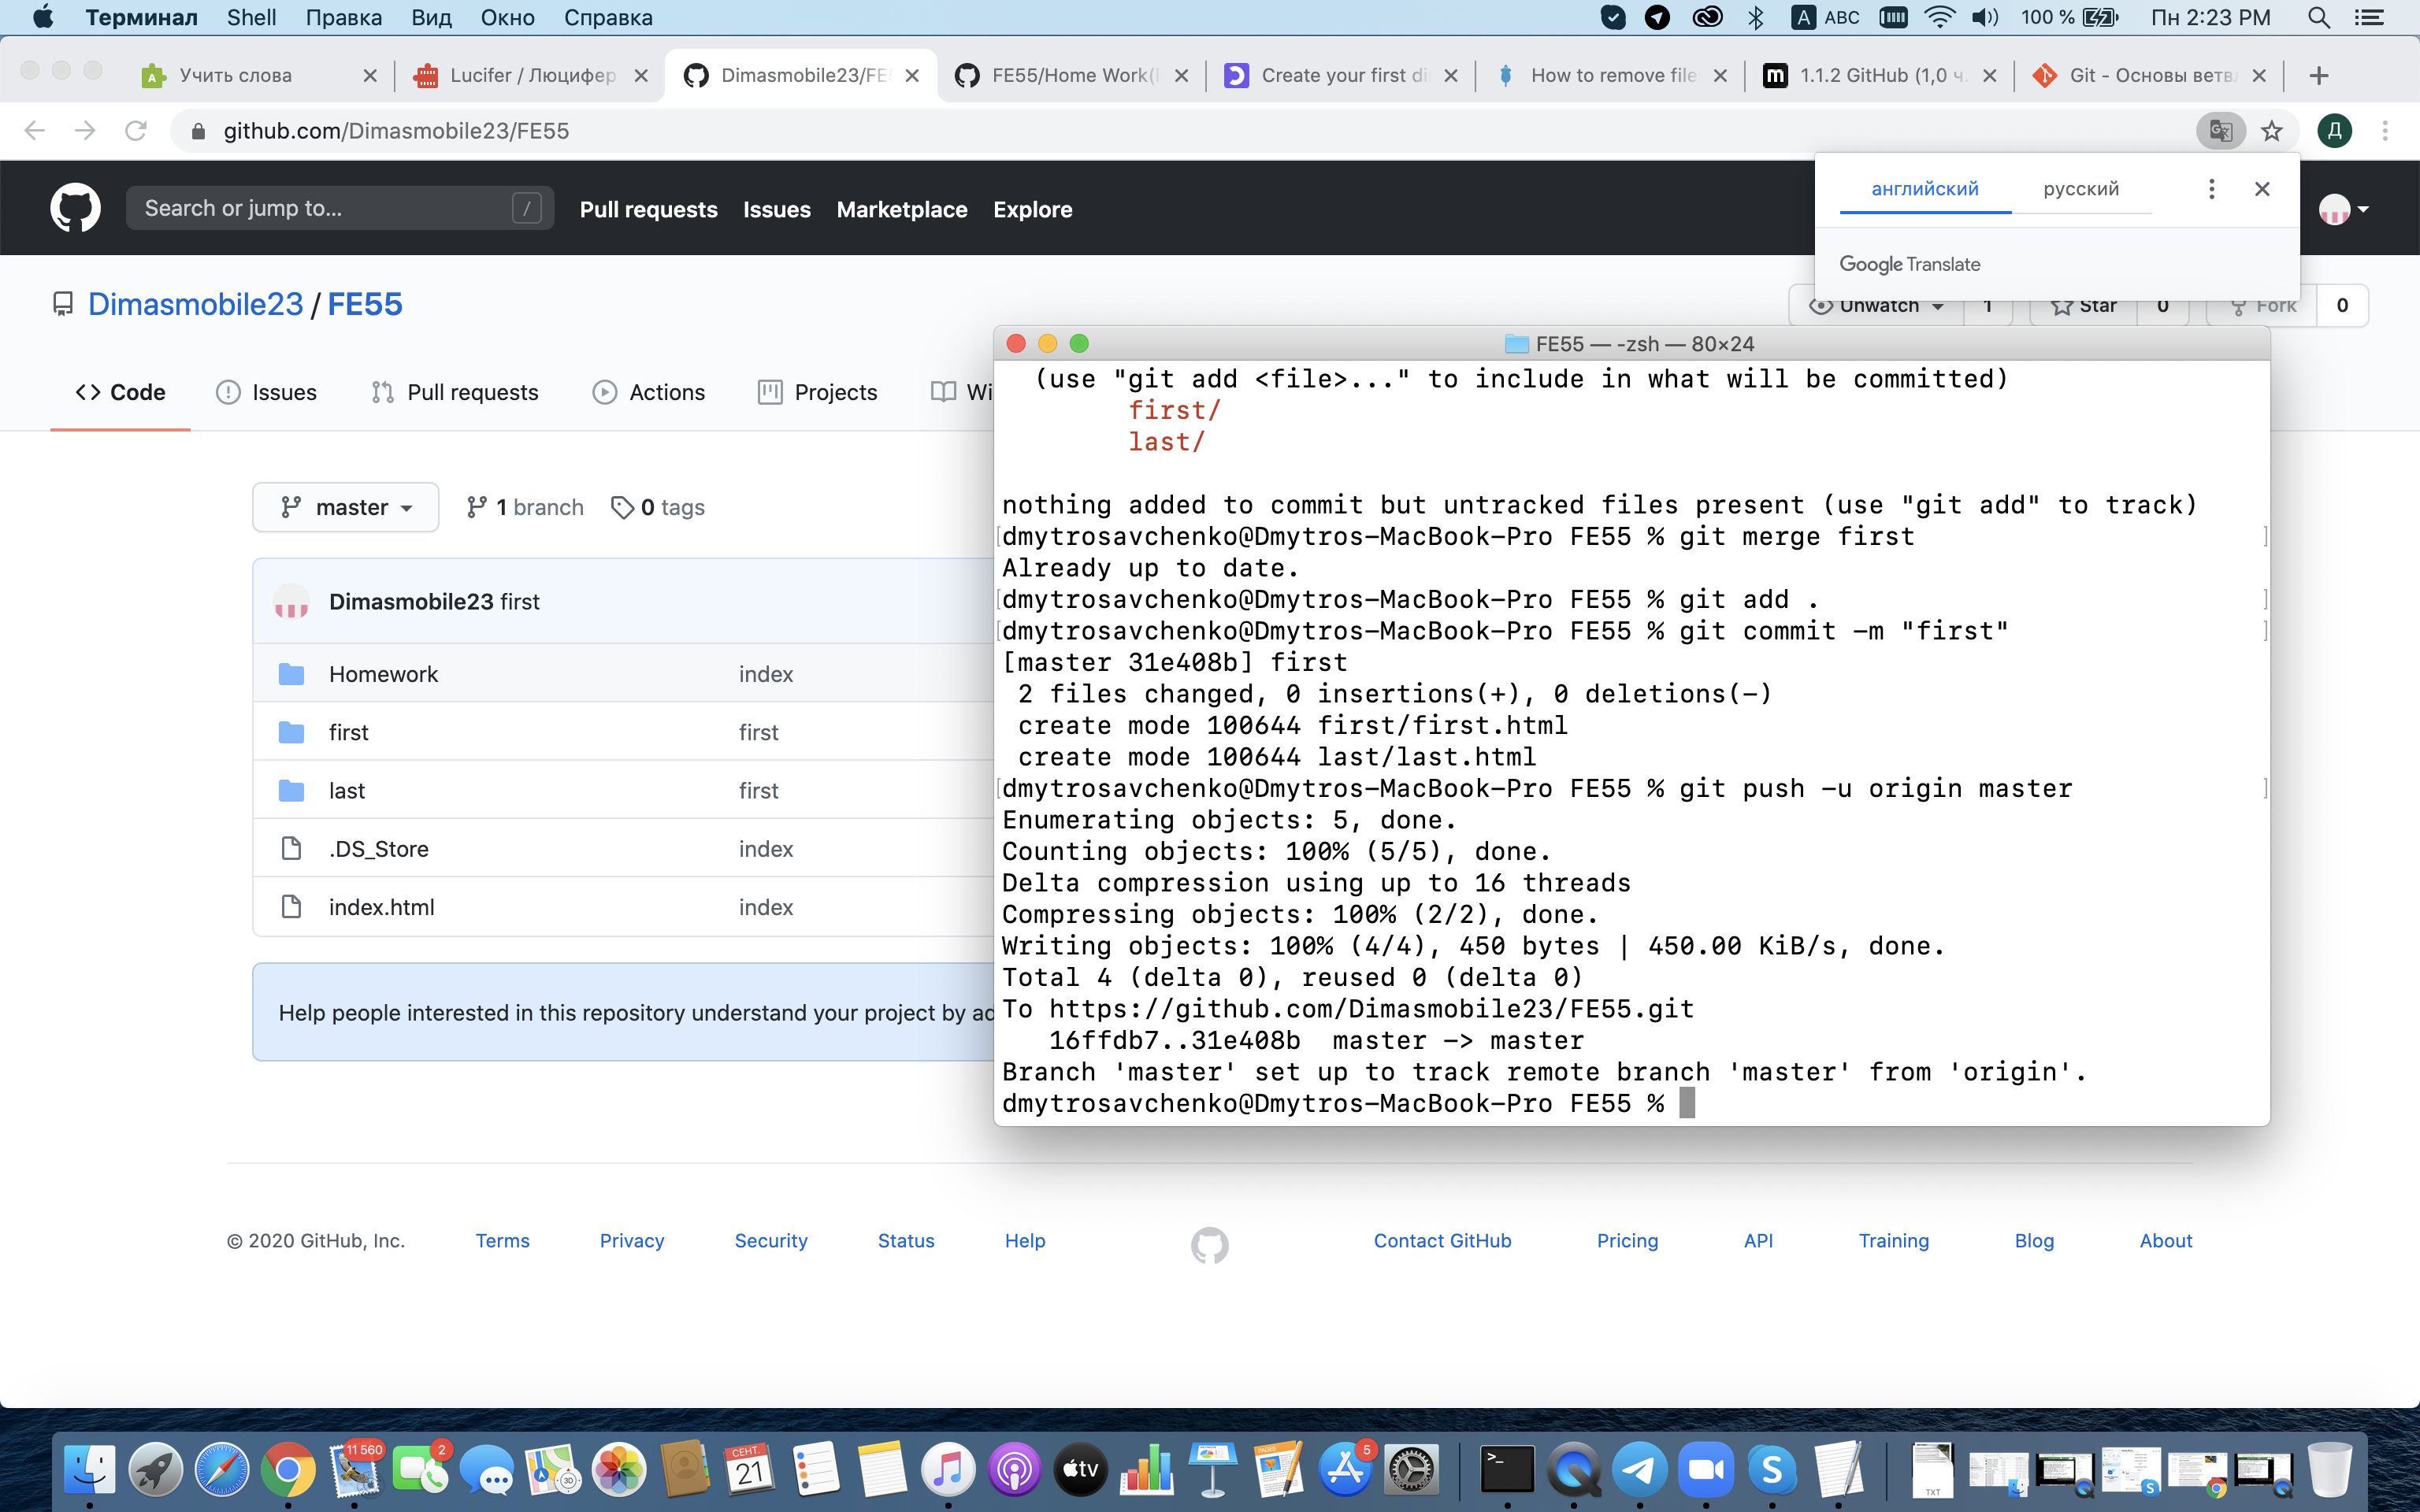 Терминал Shell Правка Вид Окно Справка ABC 100 % Пн 2:23 PM
Учить слова Lucifer / Люцифер Dimasmobile23/FE FE55/Home Work( Create your first di How to remove file 1.1.2 GitHub (1,0 ч. Git - Основы ветв
github.com/Dimasmobile23/FE55 Д
Search or jump to... / Pull requests Issues Marketplace Explore
английский русский
Google Translate
Dimasmobile23 / FE55
Unwatch 1 Star 0 Fork 0
Code Issues Pull requests Actions Projects Wi
master 1 branch 0 tags
Dimasmobile23 first
Homework index
first first
last first
.DS_Store index
index.html index
Help people interested in this repository understand your project by ad
FE55 — -zsh — 80×24
(use "git add <file>..." to include in what will be committed)
first/
last/
nothing added to commit but untracked files present (use "git add" to track)
[dmytrosavchenko@Dmytros-MacBook-Pro FE55 % git merge first ]
Already up to date.
[dmytrosavchenko@Dmytros-MacBook-Pro FE55 % git add . ]
[dmytrosavchenko@Dmytros-MacBook-Pro FE55 % git commit -m "first" ]
[master 31e408b] first
2 files changed, 0 insertions(+), 0 deletions(-)
create mode 100644 first/first.html
create mode 100644 last/last.html
[dmytrosavchenko@Dmytros-MacBook-Pro FE55 % git push -u origin master ]
Enumerating objects: 5, done.
Counting objects: 100% (5/5), done.
Delta compression using up to 16 threads
Compressing objects: 100% (2/2), done.
Writing objects: 100% (4/4), 450 bytes | 450.00 KiB/s, done.
Total 4 (delta 0), reused 0 (delta 0)
To https://github.com/Dimasmobile23/FE55.git
16ffdb7..31e408b master -> master
Branch 'master' set up to track remote branch 'master' from 'origin'.
dmytrosavchenko@Dmytros-MacBook-Pro FE55 %
© 2020 GitHub, Inc. Terms Privacy Security Status Help Contact GitHub Pricing API Training Blog About
11 560 2 СЕНТ. 21 tv PAGES 5 TXT